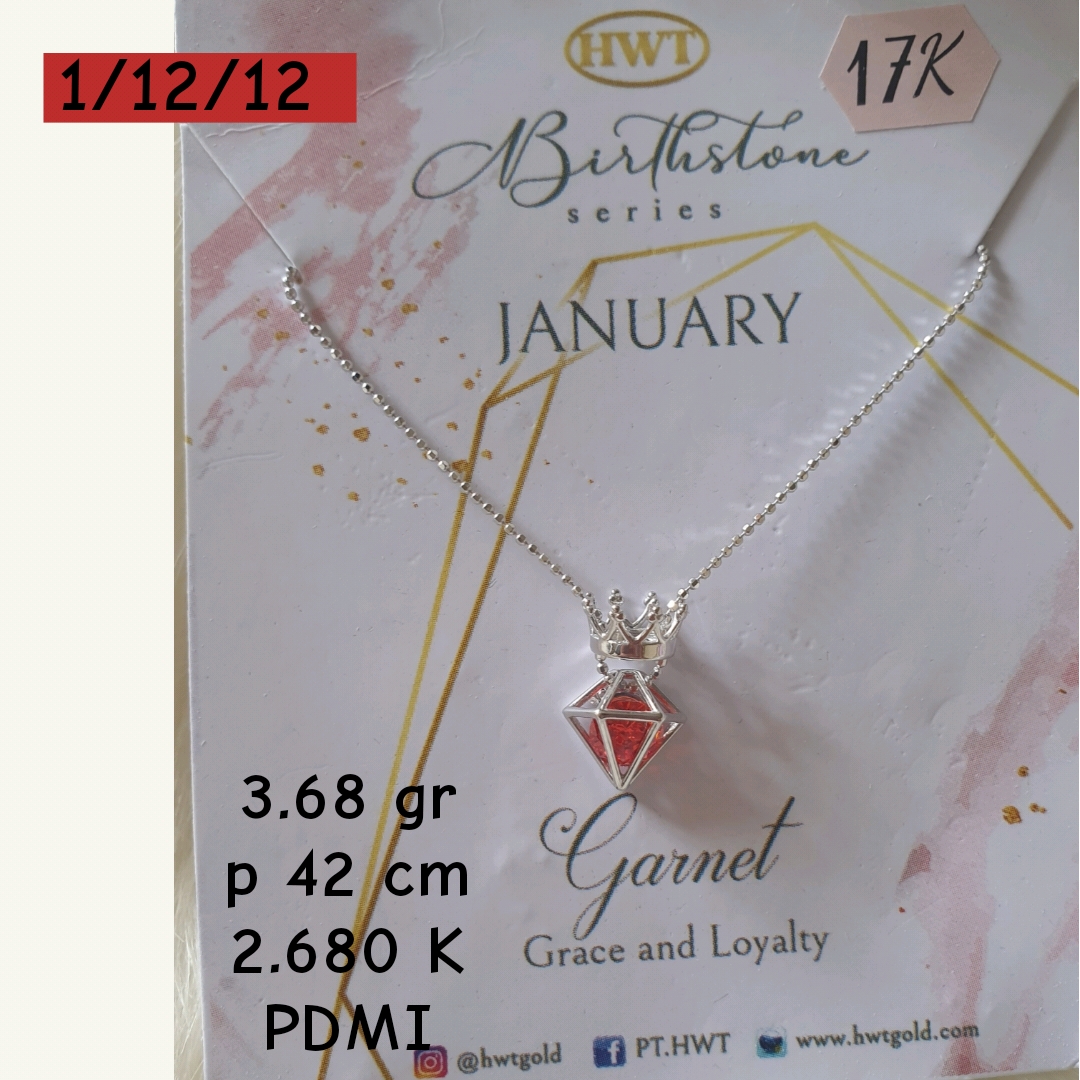 1/12/12
HWT
17K
Birthstone
series
JANUARY
3.68 gr
p 42 cm
2.680 K
PDMI
Garnet
Grace and Loyalty
@hwtgold
PT.HWT
www.hwtgold.com